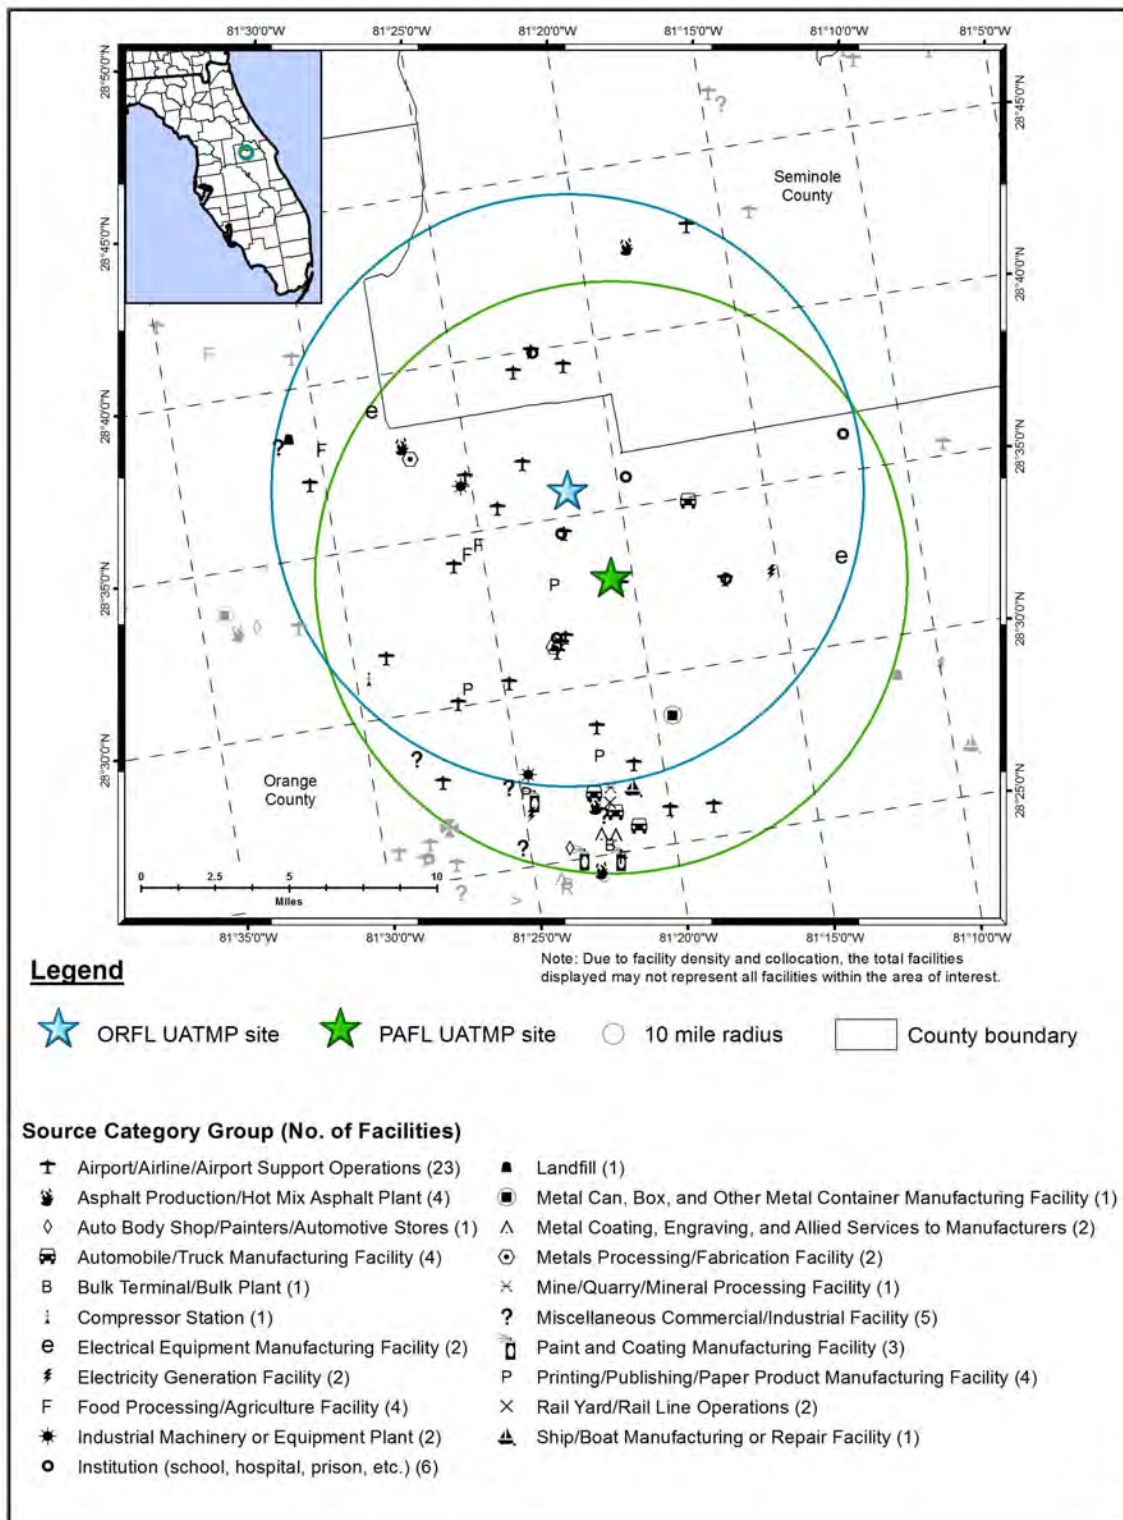 81°30'0"W 81°25'0"W 81°20'0"W 81°15'0"W 81°10'0"W 81°5'0"W
28°50'0"N
28°45'0"N
28°40'0"N
28°35'0"N
28°30'0"N
28°45'0"N
28°40'0"N
28°35'0"N
28°30'0"N
28°25'0"N
Seminole
County
Orange
County
0 2.5 5 10
Miles
81°35'0"W 81°30'0"W 81°25'0"W 81°20'0"W 81°15'0"W 81°10'0"W
Note: Due to facility density and collocation, the total facilities
displayed may not represent all facilities within the area of interest.
Legend
ORFL UATMP site PAFL UATMP site 10 mile radius County boundary
Source Category Group (No. of Facilities)
Airport/Airline/Airport Support Operations (23)
Asphalt Production/Hot Mix Asphalt Plant (4)
Auto Body Shop/Painters/Automotive Stores (1)
Automobile/Truck Manufacturing Facility (4)
B Bulk Terminal/Bulk Plant (1)
Compressor Station (1)
e Electrical Equipment Manufacturing Facility (2)
Electricity Generation Facility (2)
F Food Processing/Agriculture Facility (4)
Industrial Machinery or Equipment Plant (2)
Institution (school, hospital, prison, etc.) (6)
Landfill (1)
Metal Can, Box, and Other Metal Container Manufacturing Facility (1)
Metal Coating, Engraving, and Allied Services to Manufacturers (2)
Metals Processing/Fabrication Facility (2)
Mine/Quarry/Mineral Processing Facility (1)
? Miscellaneous Commercial/Industrial Facility (5)
Paint and Coating Manufacturing Facility (3)
P Printing/Publishing/Paper Product Manufacturing Facility (4)
Rail Yard/Rail Line Operations (2)
Ship/Boat Manufacturing or Repair Facility (1)